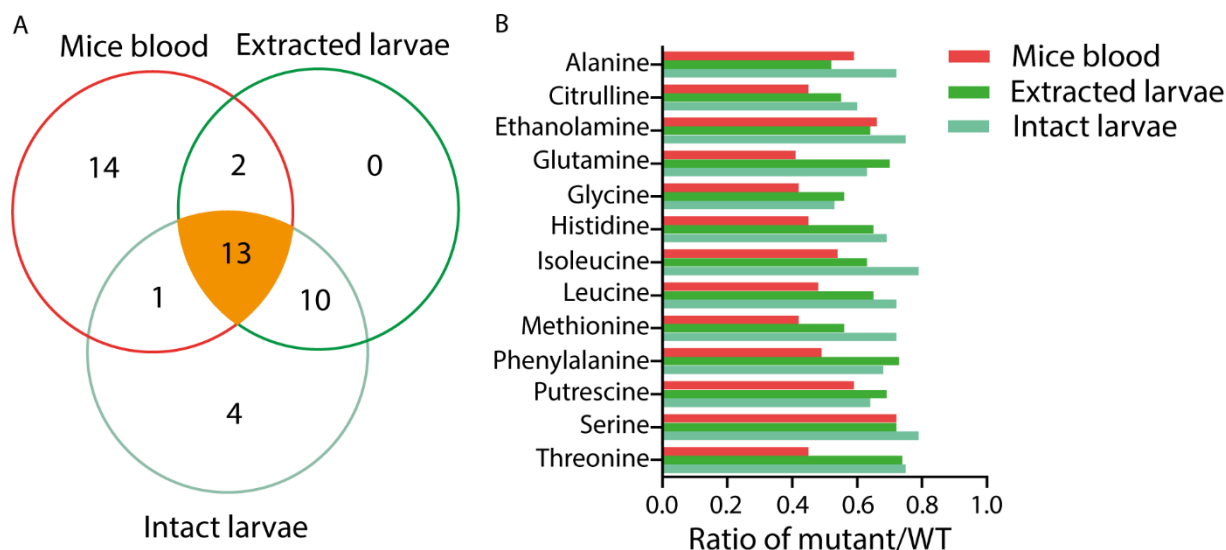 A
Mice blood
Extracted larvae
14
2
0
13
1
10
4
Intact larvae
B
Alanine
Citrulline
Ethanolamine
Glutamine
Glycine
Histidine
Isoleucine
Leucine
Methionine
Phenylalanine
Putrescine
Serine
Threonine
0.0 0.2 0.4 0.6 0.8 1.0
Ratio of mutant/WT
Mice blood
Extracted larvae
Intact larvae